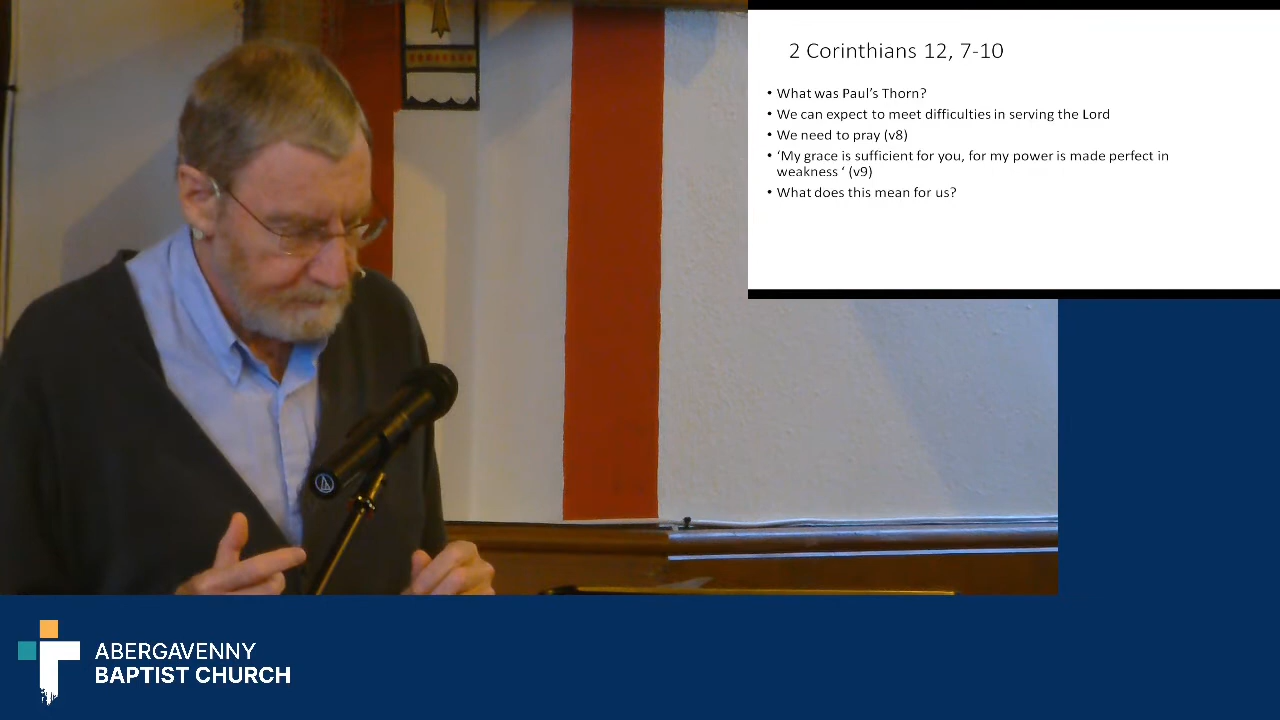 2 Corinthians 12, 7-10
• What was Paul's Thorn?
• We can expect to meet difficulties in serving the Lord
• We need to pray (v8)
• ‘My grace is sufficient for you, for my power is made perfect in
weakness ‘ (v9)
• What does this mean for us?
ABERGAVENNY
BAPTIST CHURCH